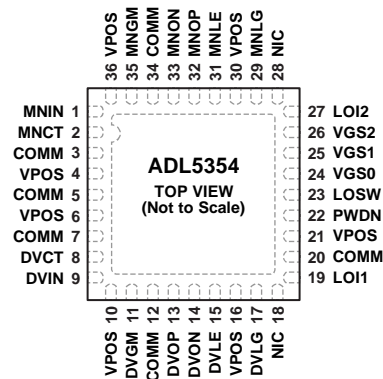 36 VPOS
35 MNGM
34 COMM
33 MNON
32 MNOP
31 MNLE
30 VPOS
29 MNLG
28 NIC
MNIN 1
MNCT 2
COMM 3
VPOS 4
COMM 5
VPOS 6
COMM 7
DVCT 8
DVIN 9
ADL5354
TOP VIEW
(Not to Scale)
27 LOI2
26 VGS2
25 VGS1
24 VGS0
23 LOSW
22 PWDN
21 VPOS
20 COMM
19 LOI1
VPOS 10
DVGM 11
COMM 12
DVOP 13
DVON 14
DVLE 15
VPOS 16
DVLG 17
NIC 18